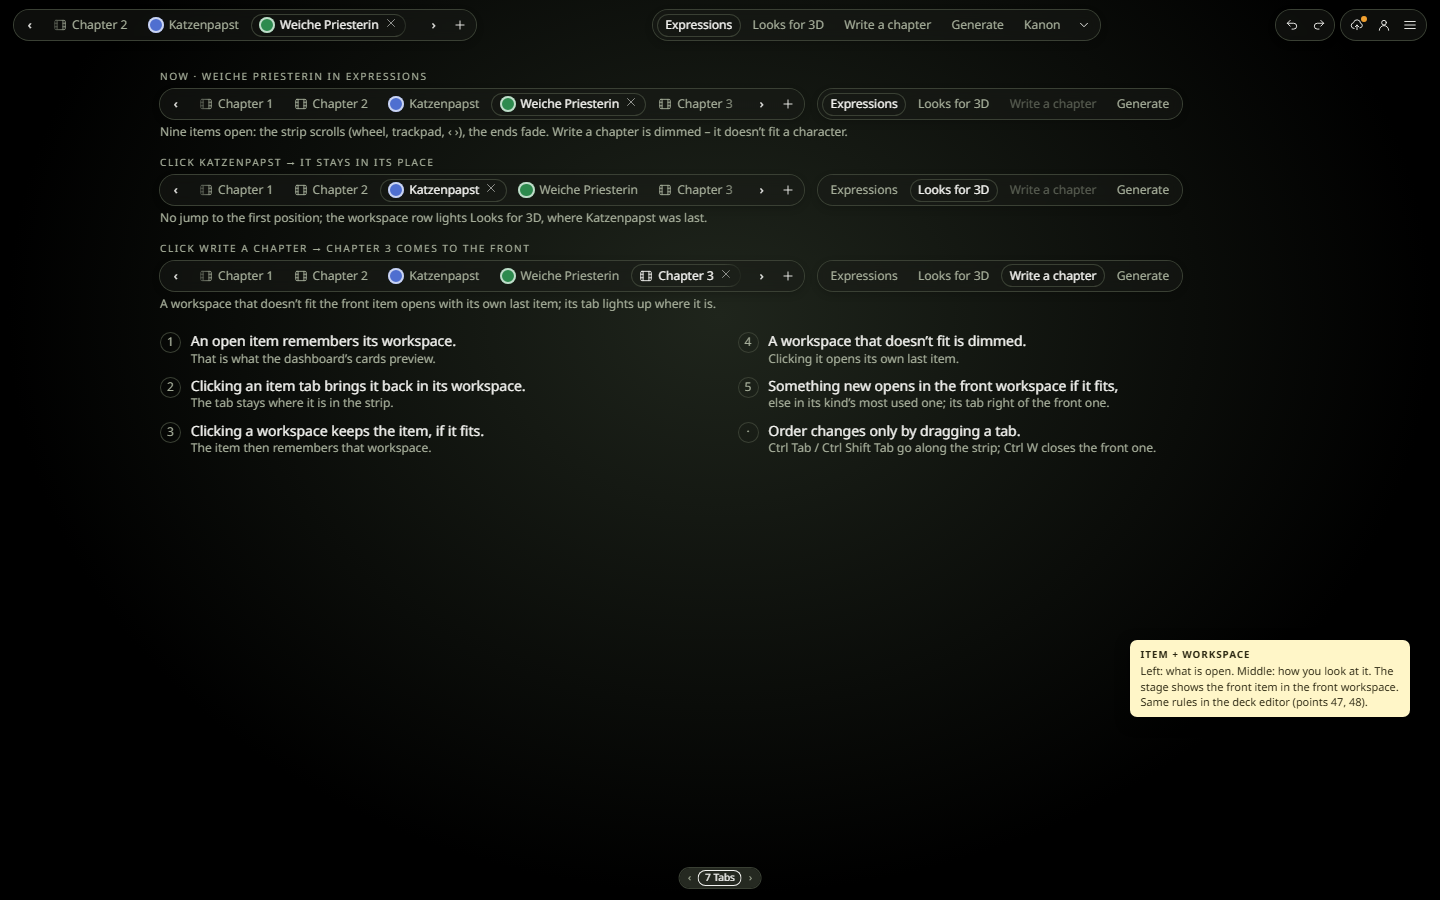 ‹ Chapter 2 Katzenpapst Weiche Priesterin × › +
Expressions Looks for 3D Write a chapter Generate Kanon
NOW · WEICHE PRIESTERIN IN EXPRESSIONS
‹ Chapter 1 Chapter 2 Katzenpapst Weiche Priesterin × Chapter 3 › +
Expressions Looks for 3D Write a chapter Generate
Nine items open: the strip scrolls (wheel, trackpad, ‹ ›), the ends fade. Write a chapter is dimmed – it doesn’t fit a character.
CLICK KATZENPAPST → IT STAYS IN ITS PLACE
‹ Chapter 1 Chapter 2 Katzenpapst × Weiche Priesterin Chapter 3 › +
Expressions Looks for 3D Write a chapter Generate
No jump to the first position; the workspace row lights Looks for 3D, where Katzenpapst was last.
CLICK WRITE A CHAPTER → CHAPTER 3 COMES TO THE FRONT
‹ Chapter 1 Chapter 2 Katzenpapst Weiche Priesterin Chapter 3 × › +
Expressions Looks for 3D Write a chapter Generate
A workspace that doesn’t fit the front item opens with its own last item; its tab lights up where it is.
1 An open item remembers its workspace.
That is what the dashboard’s cards preview.
2 Clicking an item tab brings it back in its workspace.
The tab stays where it is in the strip.
3 Clicking a workspace keeps the item, if it fits.
The item then remembers that workspace.
4 A workspace that doesn’t fit is dimmed.
Clicking it opens its own last item.
5 Something new opens in the front workspace if it fits,
else in its kind’s most used one; its tab right of the front one.
· Order changes only by dragging a tab.
Ctrl Tab / Ctrl Shift Tab go along the strip; Ctrl W closes the front one.
ITEM + WORKSPACE
Left: what is open. Middle: how you look at it. The
stage shows the front item in the front workspace.
Same rules in the deck editor (points 47, 48).
‹ 7 Tabs ›